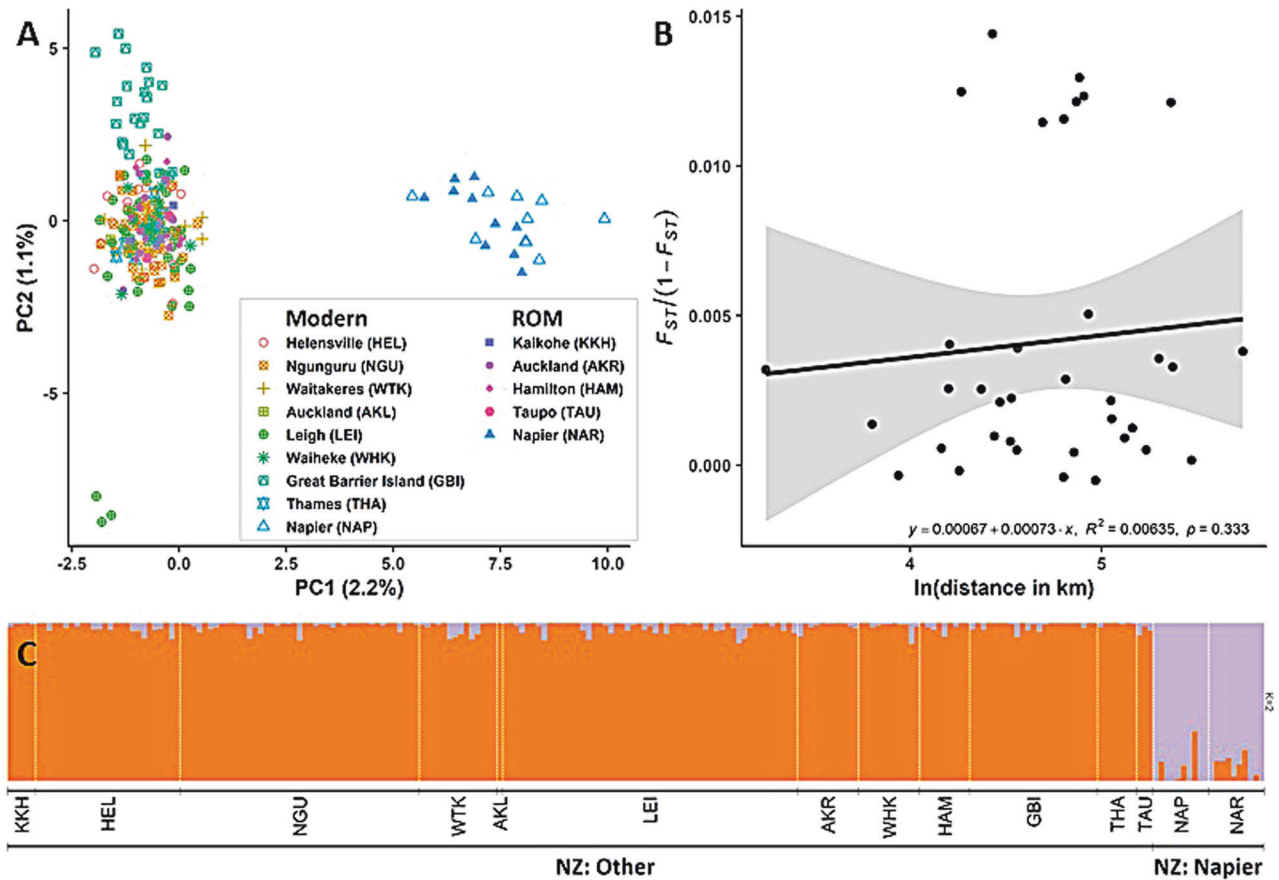 A
5
0
-5
-2.5 0.0 2.5 5.0 7.5 10.0
PC2 (1.1%)
PC1 (2.2%)
Modern
Helensville (HEL)
Ngunguru (NGU)
Waitakeres (WTK)
Auckland (AKL)
Leigh (LEI)
Waiheke (WHK)
Great Barrier Island (GBI)
Thames (THA)
Napier (NAP)
ROM
Kaikohe (KKH)
Auckland (AKR)
Hamilton (HAM)
Taupo (TAU)
Napier (NAR)
B
0.015
0.010
0.005
0.000
F_ST/(1−F_ST)
y = 0.00067 + 0.00073 · x, R² = 0.00635, p = 0.333
4 5
ln(distance in km)
C
K=2
KKH HEL NGU WTK AKL LEI AKR WHK HAM GBI THA TAU NAP NAR
NZ: Other NZ: Napier